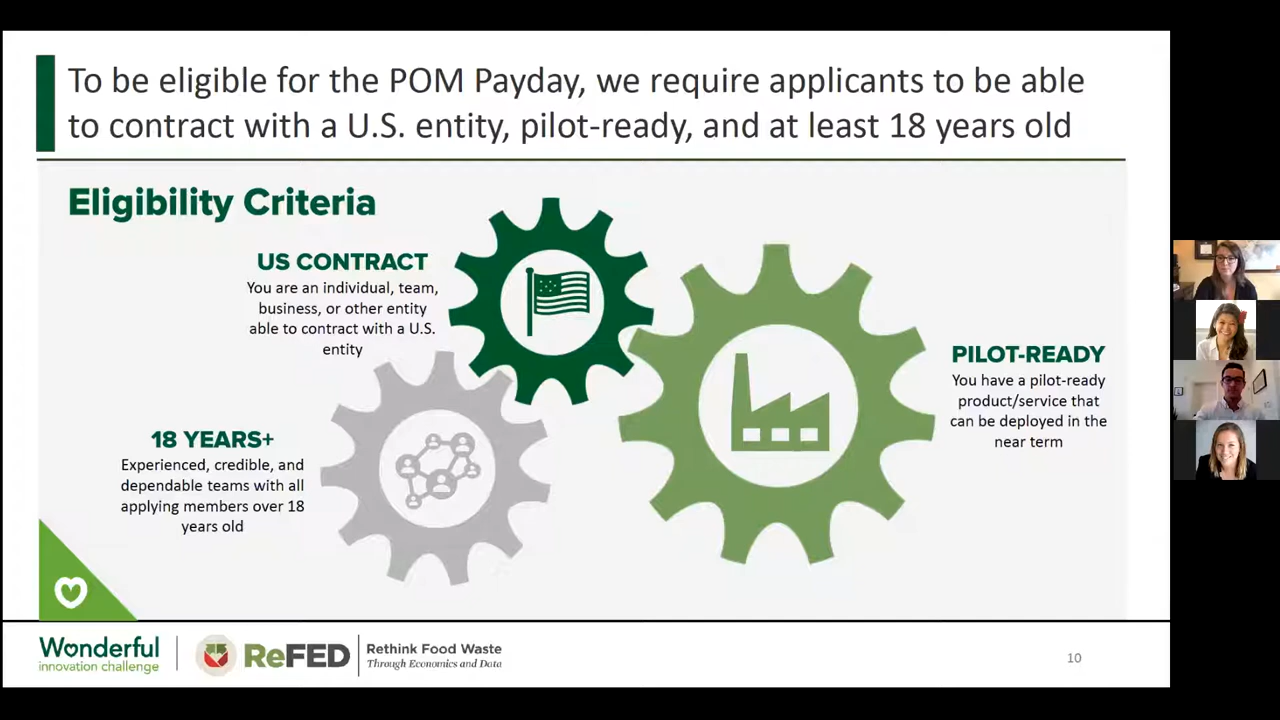 To be eligible for the POM Payday, we require applicants to be able
to contract with a U.S. entity, pilot-ready, and at least 18 years old
Eligibility Criteria
US CONTRACT
You are an individual, team,
business, or other entity
able to contract with a U.S.
entity
PILOT-READY
You have a pilot-ready
product/service that
can be deployed in the
near term
18 YEARS+
Experienced, credible, and
dependable teams with all
applying members over 18
years old
Wonderful
innovation challenge
ReFED
Rethink Food Waste
Through Economics and Data
10